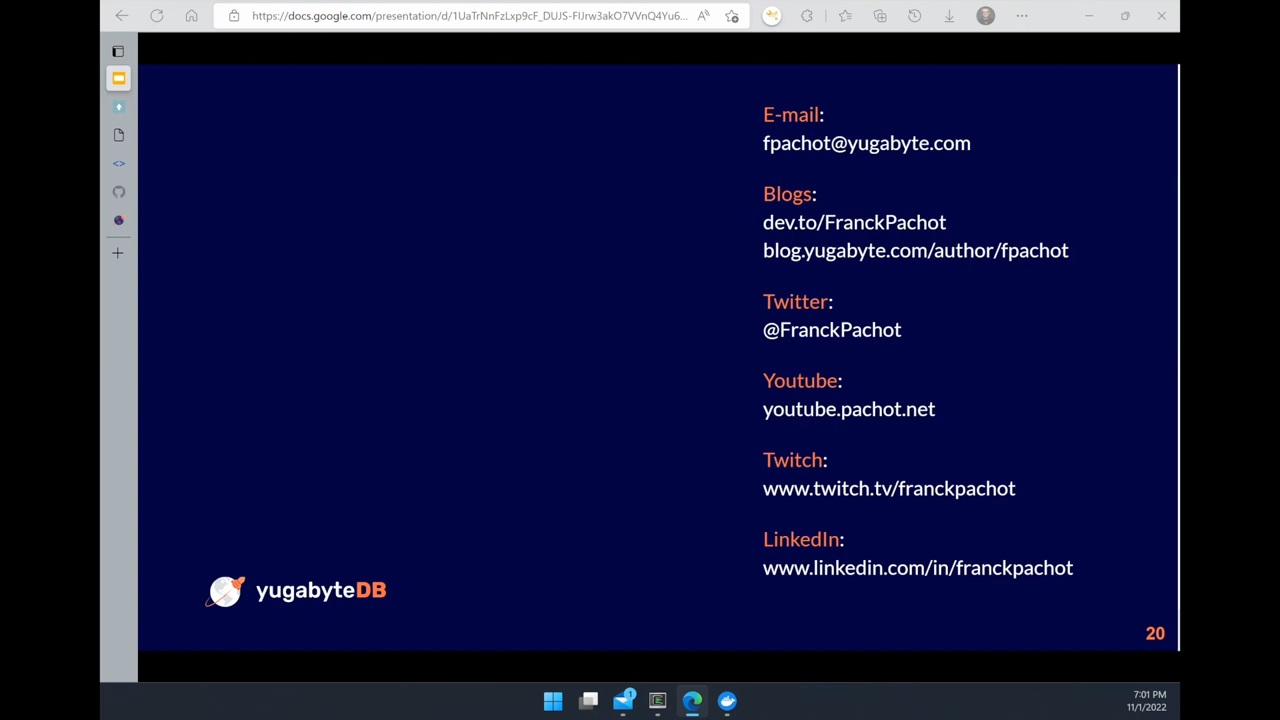 https://docs.google.com/presentation/d/1UaTrNnFzLxp9cF_DUJS-FIJrw3akO7VVnQ4Yu6...
E-mail:
fpachot@yugabyte.com
Blogs:
dev.to/FranckPachot
blog.yugabyte.com/author/fpachot
Twitter:
@FranckPachot
Youtube:
youtube.pachot.net
Twitch:
www.twitch.tv/franckpachot
LinkedIn:
www.linkedin.com/in/franckpachot
yugabyteDB
20
1
7:01 PM
11/1/2022